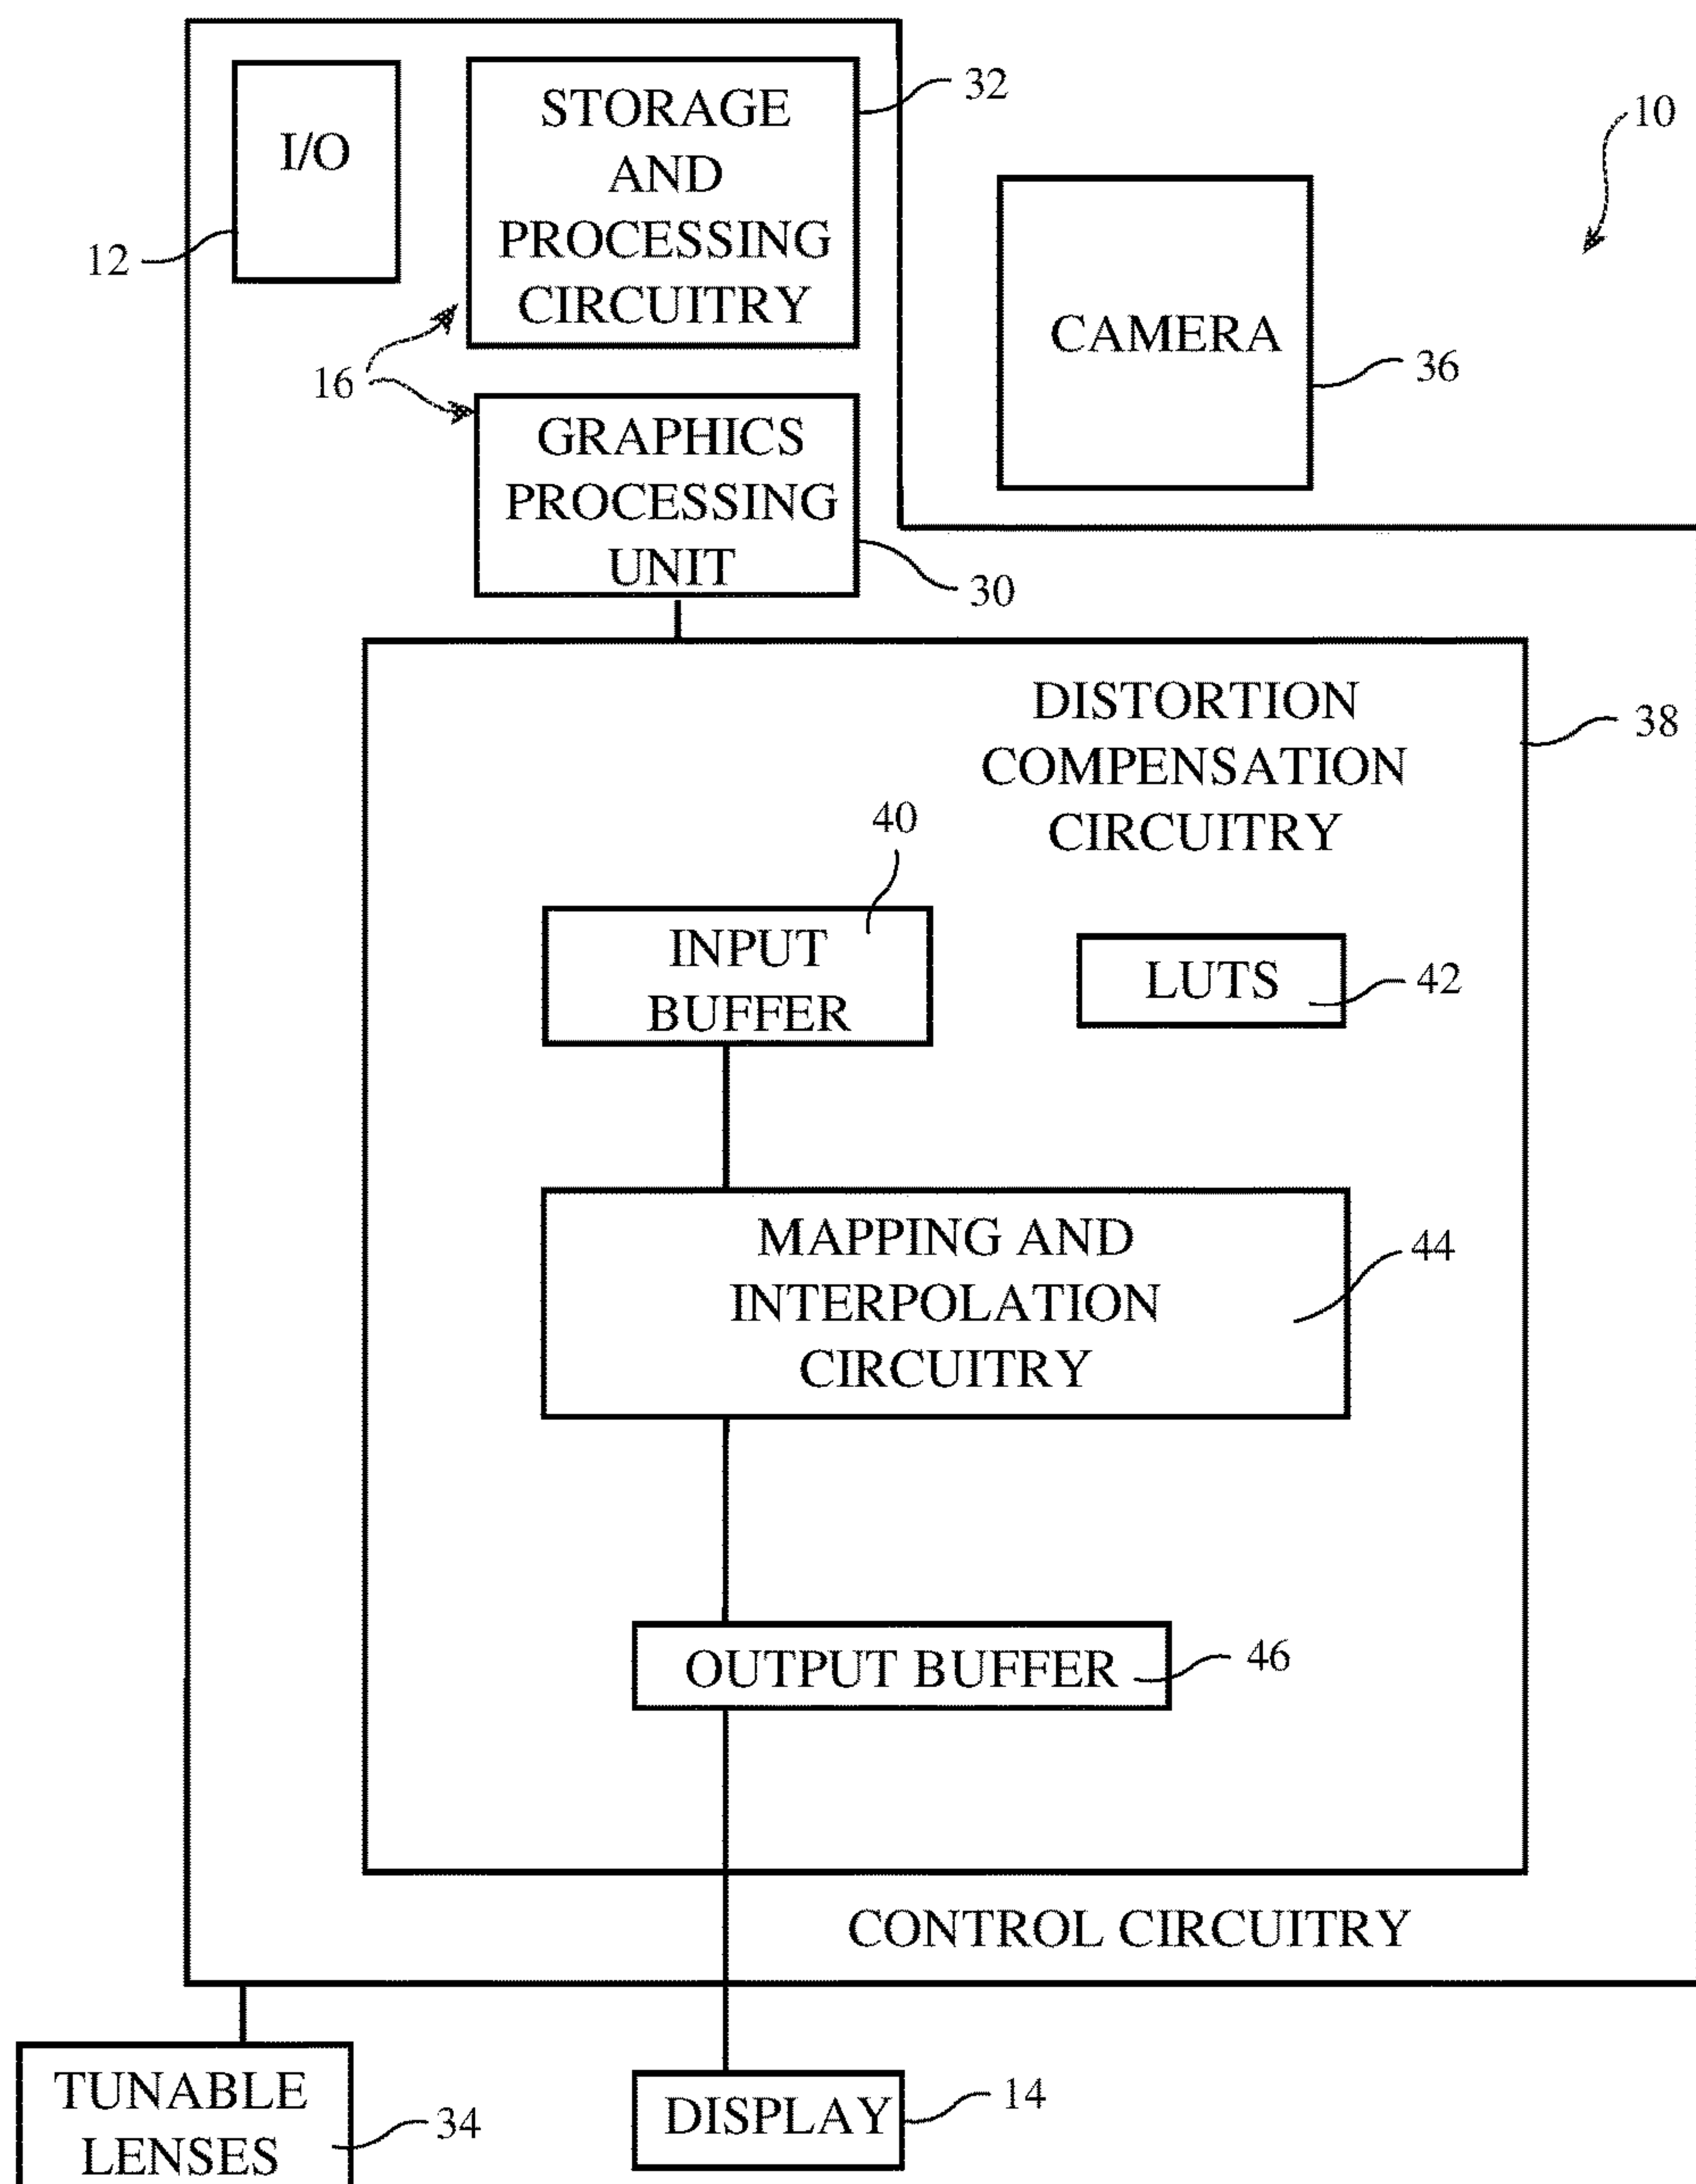 I/O
12
STORAGE
AND
PROCESSING
CIRCUITRY
32
10
CAMERA
36
16
GRAPHICS
PROCESSING
UNIT
30
DISTORTION
COMPENSATION
CIRCUITRY
38
40
INPUT
BUFFER
LUTS
42
MAPPING AND
INTERPOLATION
CIRCUITRY
44
OUTPUT BUFFER
46
CONTROL CIRCUITRY
TUNABLE
LENSES
34
DISPLAY
14